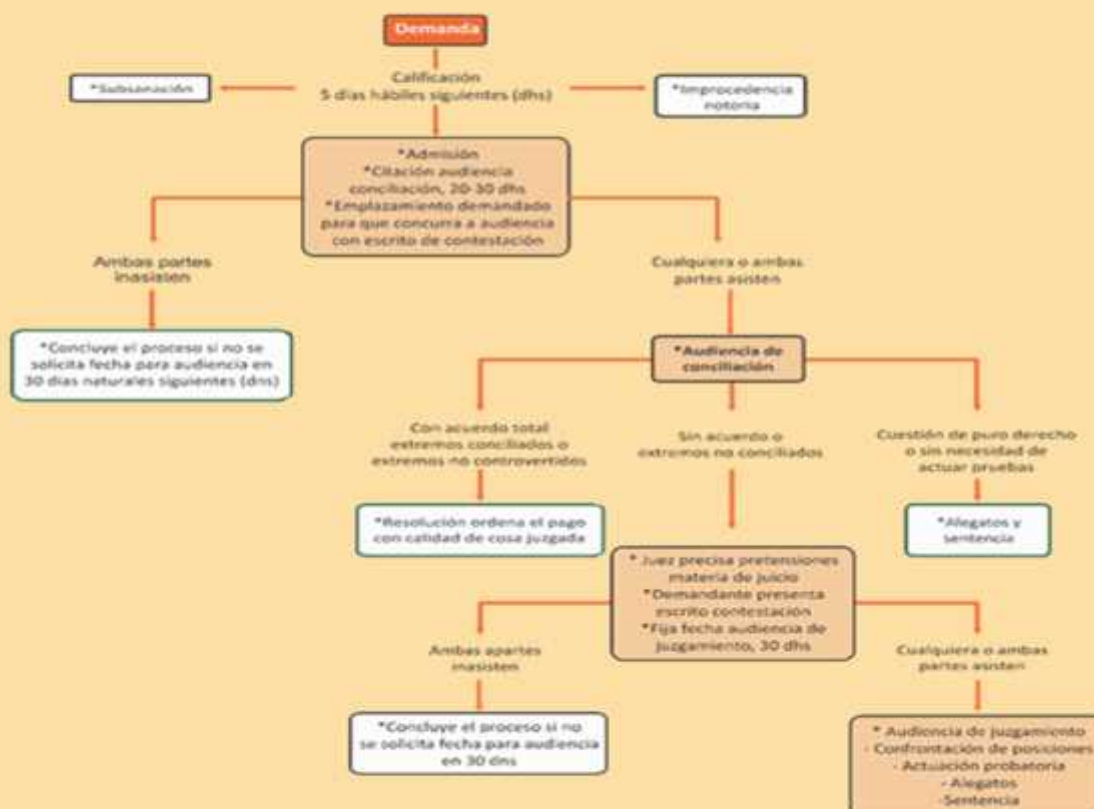 Demanda
Calificación
5 días hábiles siguientes (dhs)
*Subsanación
*Improcedencia
notoria
*Admisión
*Citación audiencia
conciliación, 20-30 dhs
*Emplazamiento demandado
para que concurra a audiencia
con escrito de contestación
Ambas partes
inasisten
Cualquiera o ambas
partes asisten
*Concluye el proceso si no se
solicita fecha para audiencia en
30 días naturales siguientes (dns)
*Audiencia de
conciliación
Con acuerdo total
extremos conciliados o
extremos no controvertidos
Sin acuerdo o
extremos no conciliados
Cuestión de puro derecho
o sin necesidad de
actuar pruebas
*Resolución ordena el pago
con calidad de cosa juzgada
*Alegatos y
sentencia
* Juez precisa pretensiones
materia de juicio
*Demandante presenta
escrito contestación
*Fija fecha audiencia de
juzgamiento, 30 dhs
Ambas apartes
inasisten
Cualquiera o ambas
partes asisten
*Concluye el proceso si no
se solicita fecha para audiencia
en 30 dns
* Audiencia de juzgamiento
- Confrontación de posiciones
- Actuación probatoria
- Alegatos
-Sentencia